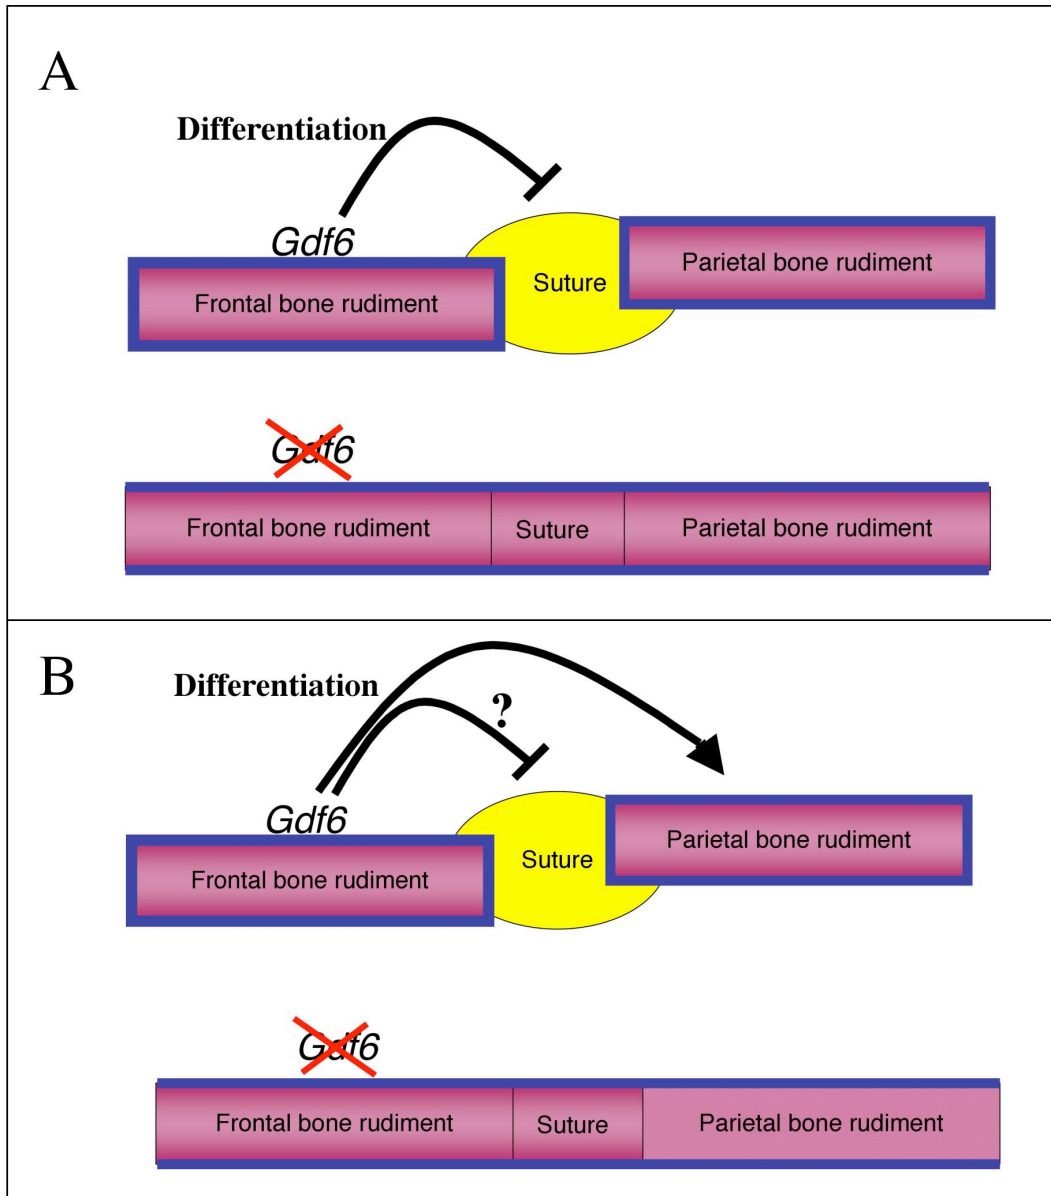 A
Differentiation
Gdf6
Frontal bone rudiment
Suture
Parietal bone rudiment
Gdf6
Frontal bone rudiment
Suture
Parietal bone rudiment
B
Differentiation
?
Gdf6
Frontal bone rudiment
Suture
Parietal bone rudiment
Gdf6
Frontal bone rudiment
Suture
Parietal bone rudiment